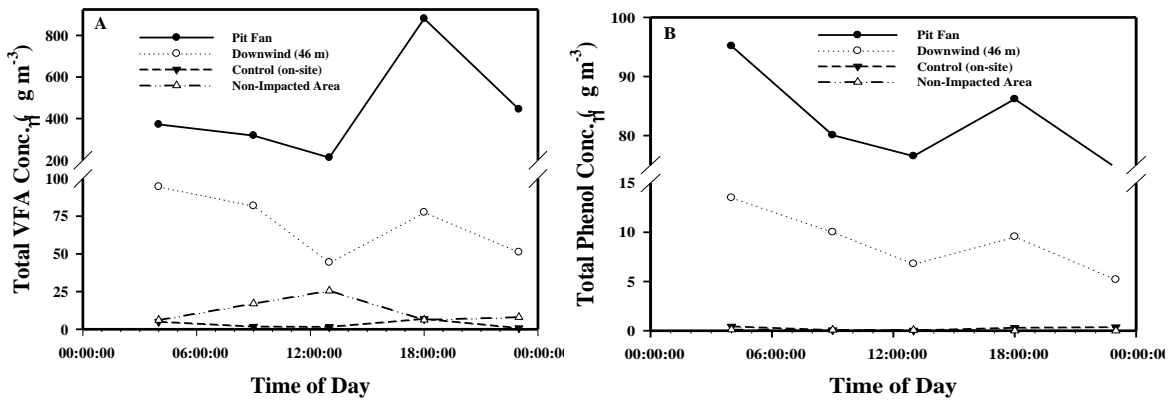 A
Pit Fan
Downwind (46 m)
Control (on-site)
Non-Impacted Area
Total VFA Conc.(η g m-3)
800
600
400
200
100
75
50
25
0
00:00:00 06:00:00 12:00:00 18:00:00 00:00:00
Time of Day
B
Pit Fan
Downwind (46 m)
Control (on-site)
Non-Impacted Area
Total Phenol Conc.(η g m-3)
100
90
80
15
10
5
0
00:00:00 06:00:00 12:00:00 18:00:00 00:00:00
Time of Day